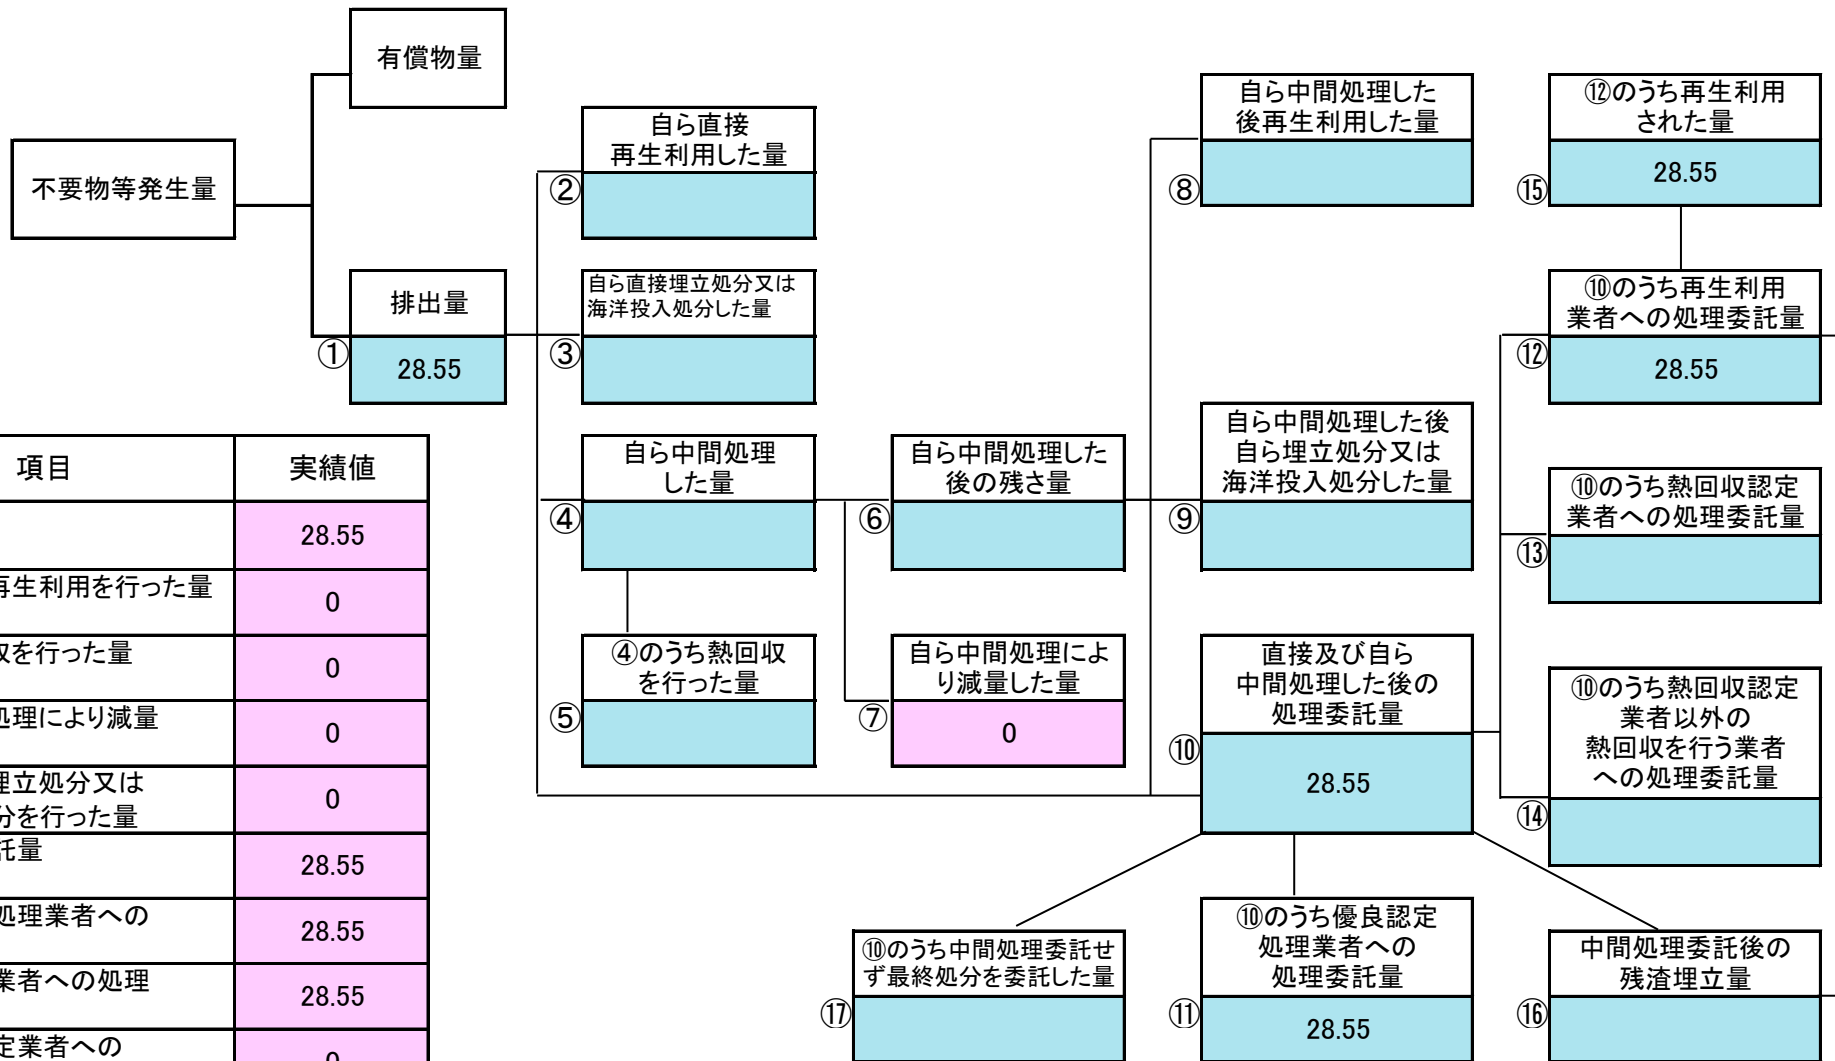 有償物量
不要物等発生量
排出量
①
28.55
自ら直接
再生利用した量
②
自ら直接埋立処分又は
海洋投入処分した量
③
自ら中間処理
した量
④
④のうち熱回収
を行った量
⑤
自ら中間処理した
後の残さ量
⑥
自ら中間処理によ
り減量した量
⑦
0
自ら中間処理した
後再生利用した量
⑧
自ら中間処理した後
自ら埋立処分又は
海洋投入処分した量
⑨
直接及び自ら
中間処理した後の
処理委託量
⑩
28.55
⑫のうち再生利用
された量
⑮
28.55
⑩のうち再生利用
業者への処理委託量
⑫
28.55
⑩のうち熱回収認定
業者への処理委託量
⑬
⑩のうち熱回収認定
業者以外の
熱回収を行う業者
への処理委託量
⑭
⑩のうち中間処理委託せ
ず最終処分を委託した量
⑰
⑩のうち優良認定
処理業者への
処理委託量
⑪
28.55
中間処理委託後の
残渣埋立量
⑯
項目 実績値
28.55
再生利用を行った量 0
収を行った量 0
処理により減量 0
埋立処分又は
分を行った量 0
託量 28.55
処理業者への 28.55
業者への処理 28.55
定業者への 0